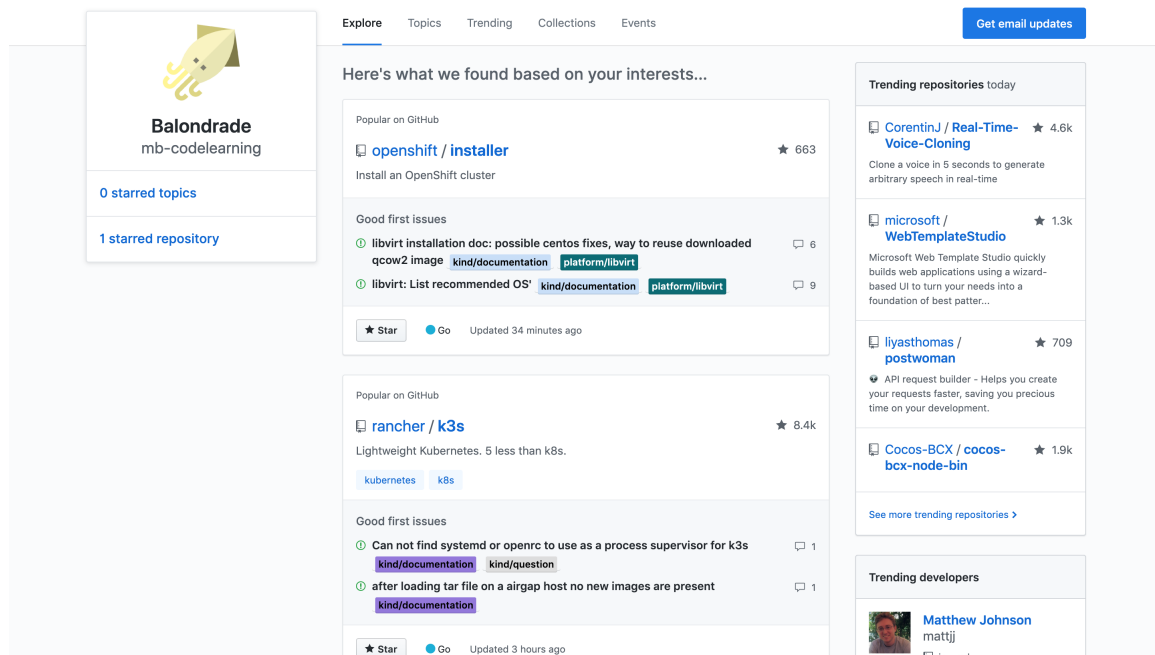 Explore Topics Trending Collections Events
Get email updates
Balondrade
mb-codelearning
0 starred topics
1 starred repository
Here's what we found based on your interests...
Popular on GitHub
openshift / installer
663
Install an OpenShift cluster
Good first issues
libvirt installation doc: possible centos fixes, way to reuse downloaded
qcow2 image kind/documentation platform/libvirt
6
libvirt: List recommended OS' kind/documentation platform/libvirt
9
Star Go Updated 34 minutes ago
Popular on GitHub
rancher / k3s
8.4k
Lightweight Kubernetes. 5 less than k8s.
kubernetes k8s
Good first issues
Can not find systemd or openrc to use as a process supervisor for k3s
1
kind/documentation kind/question
after loading tar file on a airgap host no new images are present
1
kind/documentation
Star Go Updated 3 hours ago
Trending repositories today
CorentinJ / Real-Time-
Voice-Cloning
4.6k
Clone a voice in 5 seconds to generate
arbitrary speech in real-time
microsoft /
WebTemplateStudio
1.3k
Microsoft Web Template Studio quickly
builds web applications using a wizard-
based UI to turn your needs into a
foundation of best patter...
liyasthomas /
postwoman
709
👽 API request builder - Helps you create
your requests faster, saving you precious
time on your development.
Cocos-BCX / cocos-
bcx-node-bin
1.9k
See more trending repositories
Trending developers
Matthew Johnson
mattjj